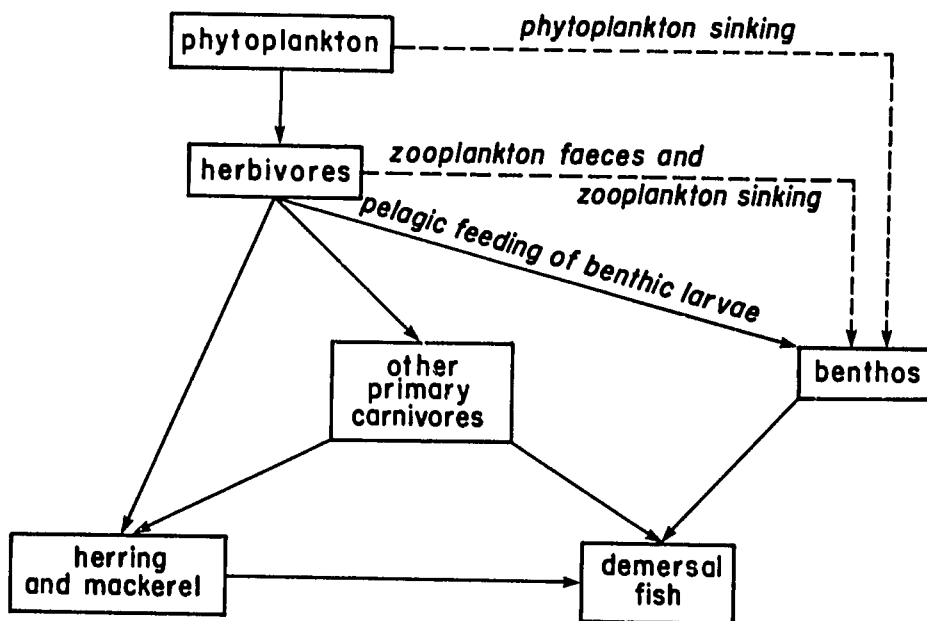 phytoplankton
phytoplankton sinking
herbivores
zooplankton faeces and
zooplankton sinking
pelagic feeding of benthic larvae
other
primary
carnivores
benthos
herring
and mackerel
demersal
fish